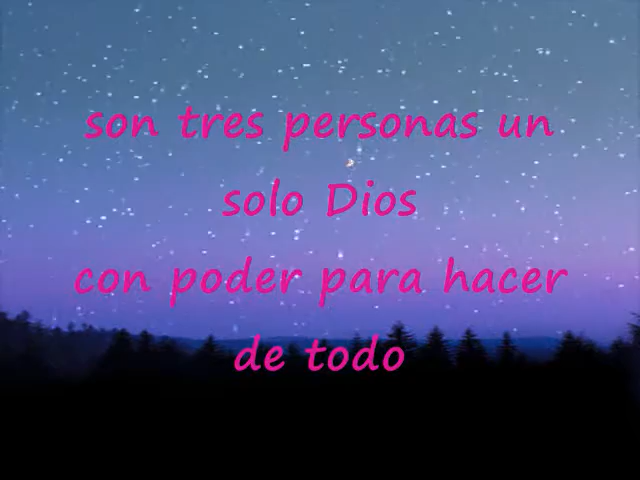 son tres personas un
solo Dios
con poder para hacer
de todo